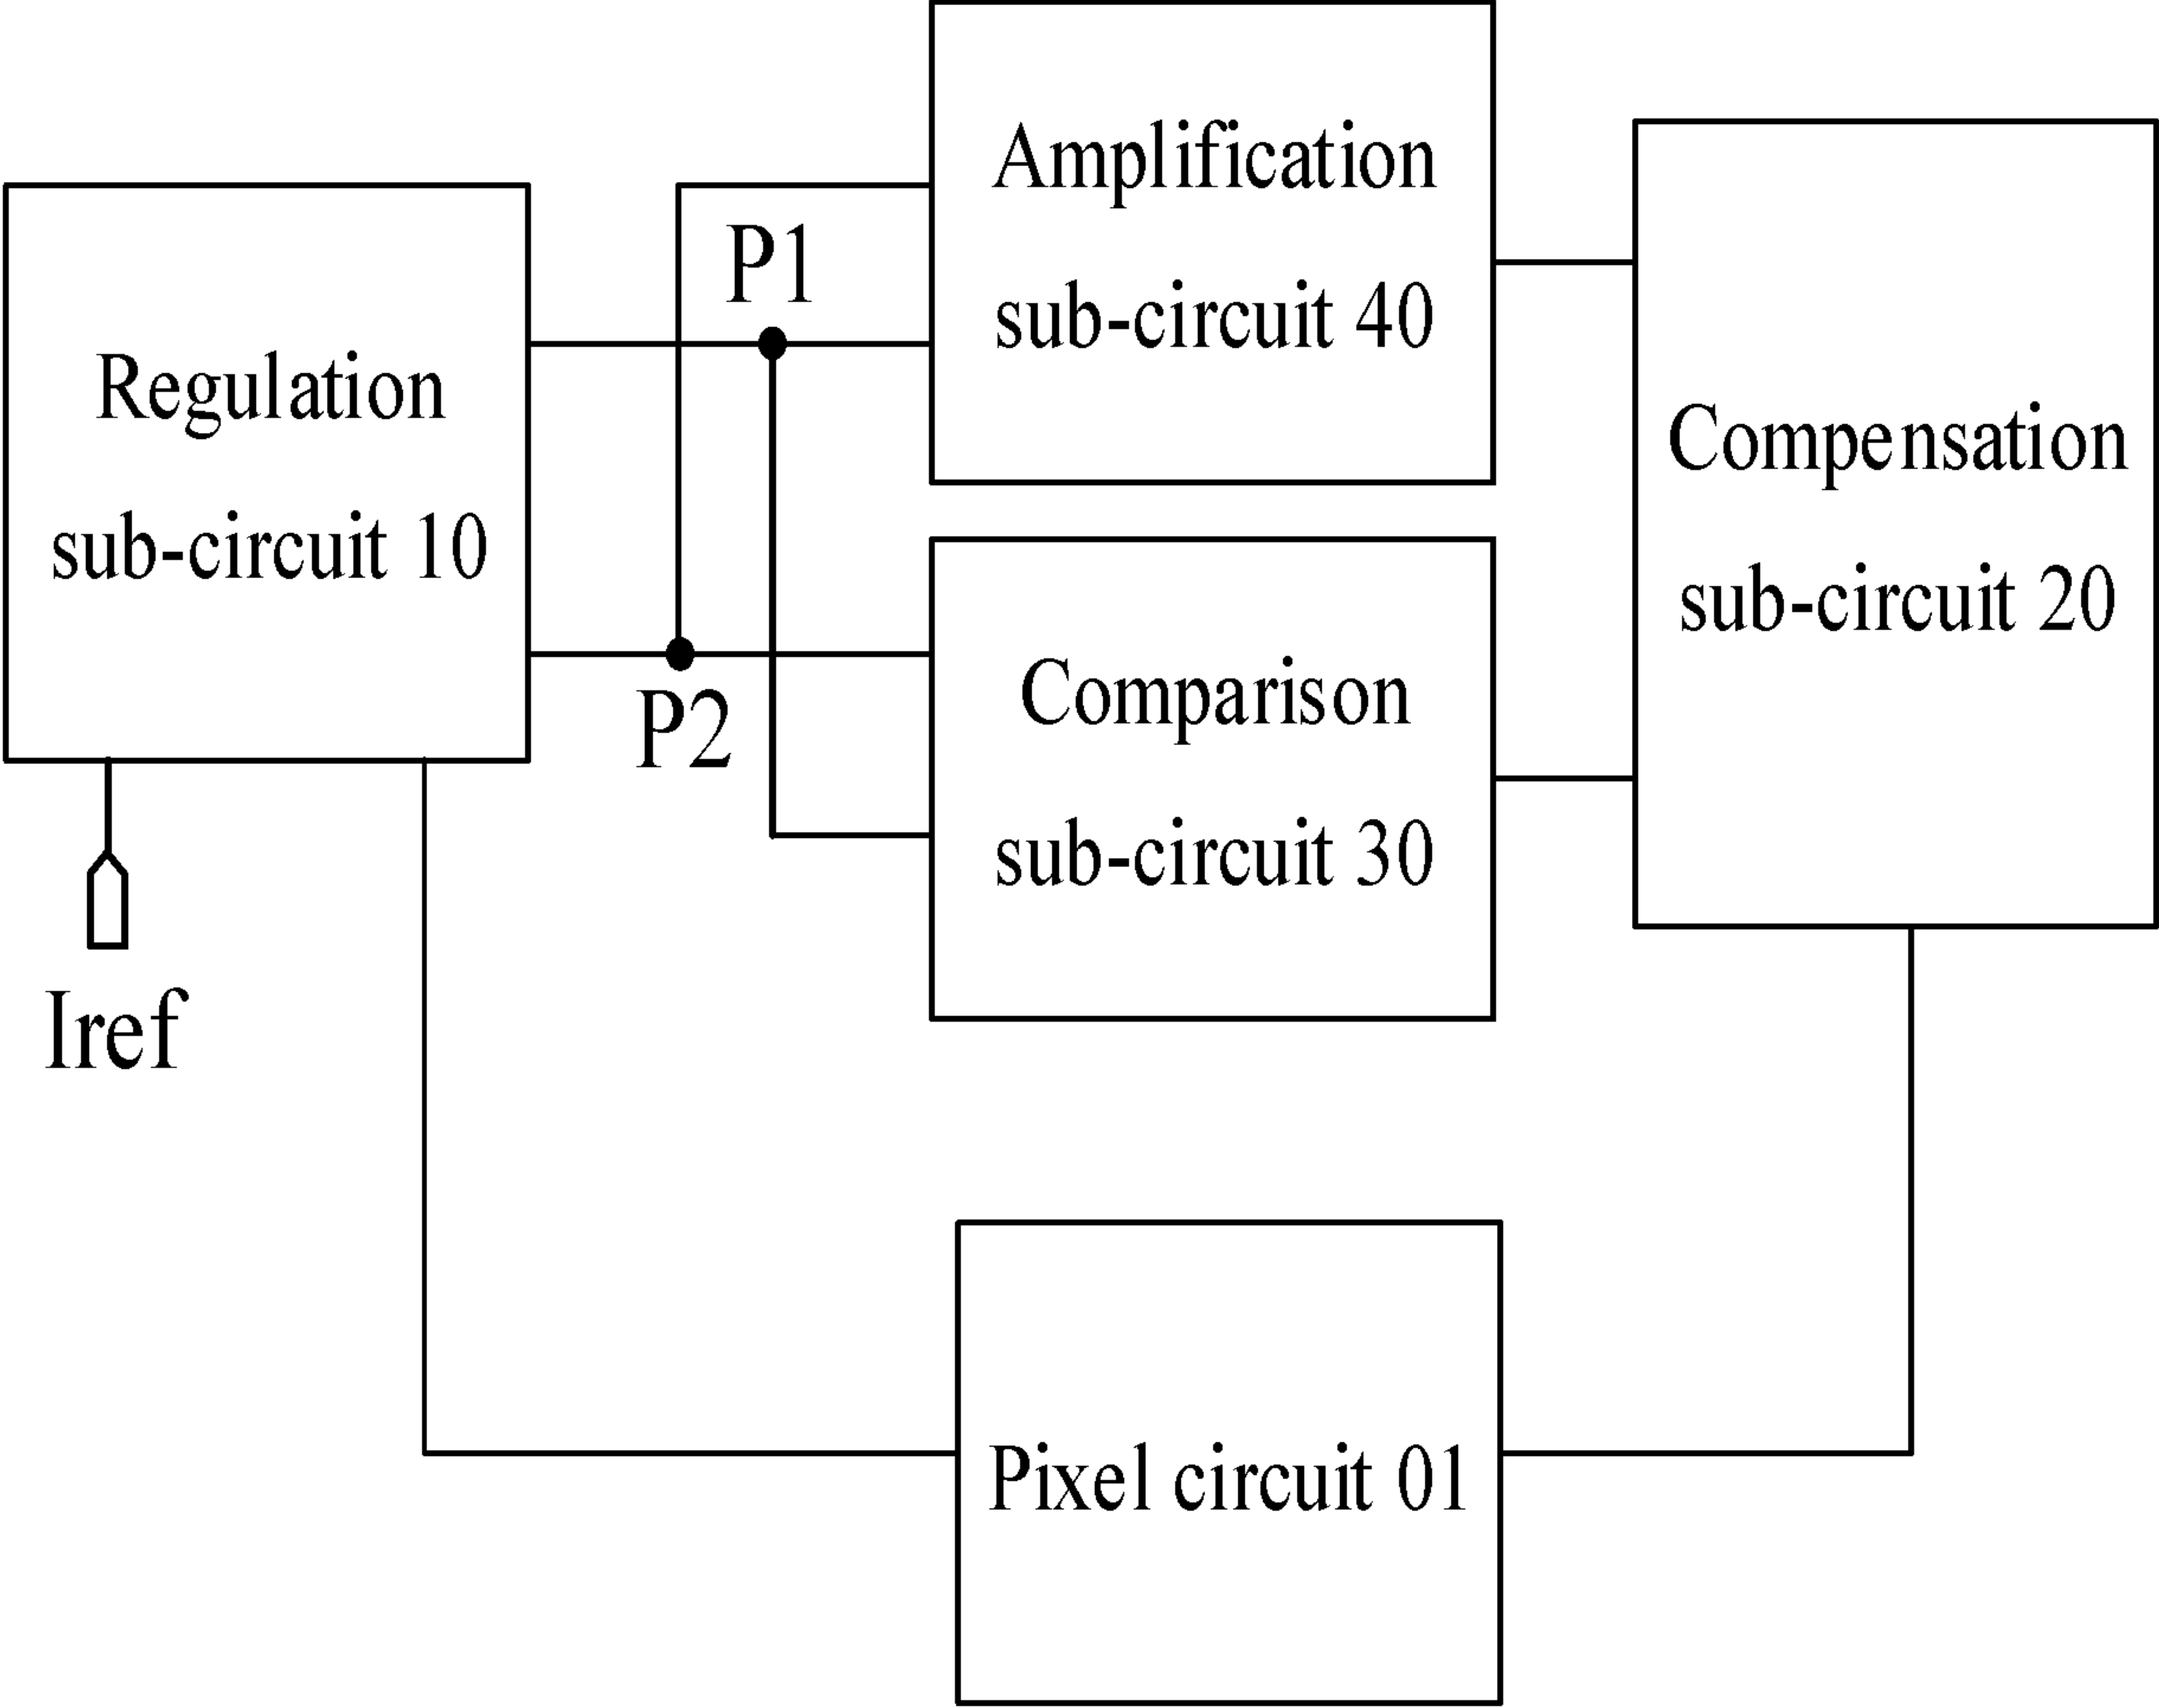 Amplification
sub-circuit 40
P1
Regulation
sub-circuit 10
Compensation
sub-circuit 20
P2
Comparison
sub-circuit 30
Iref
Pixel circuit 01